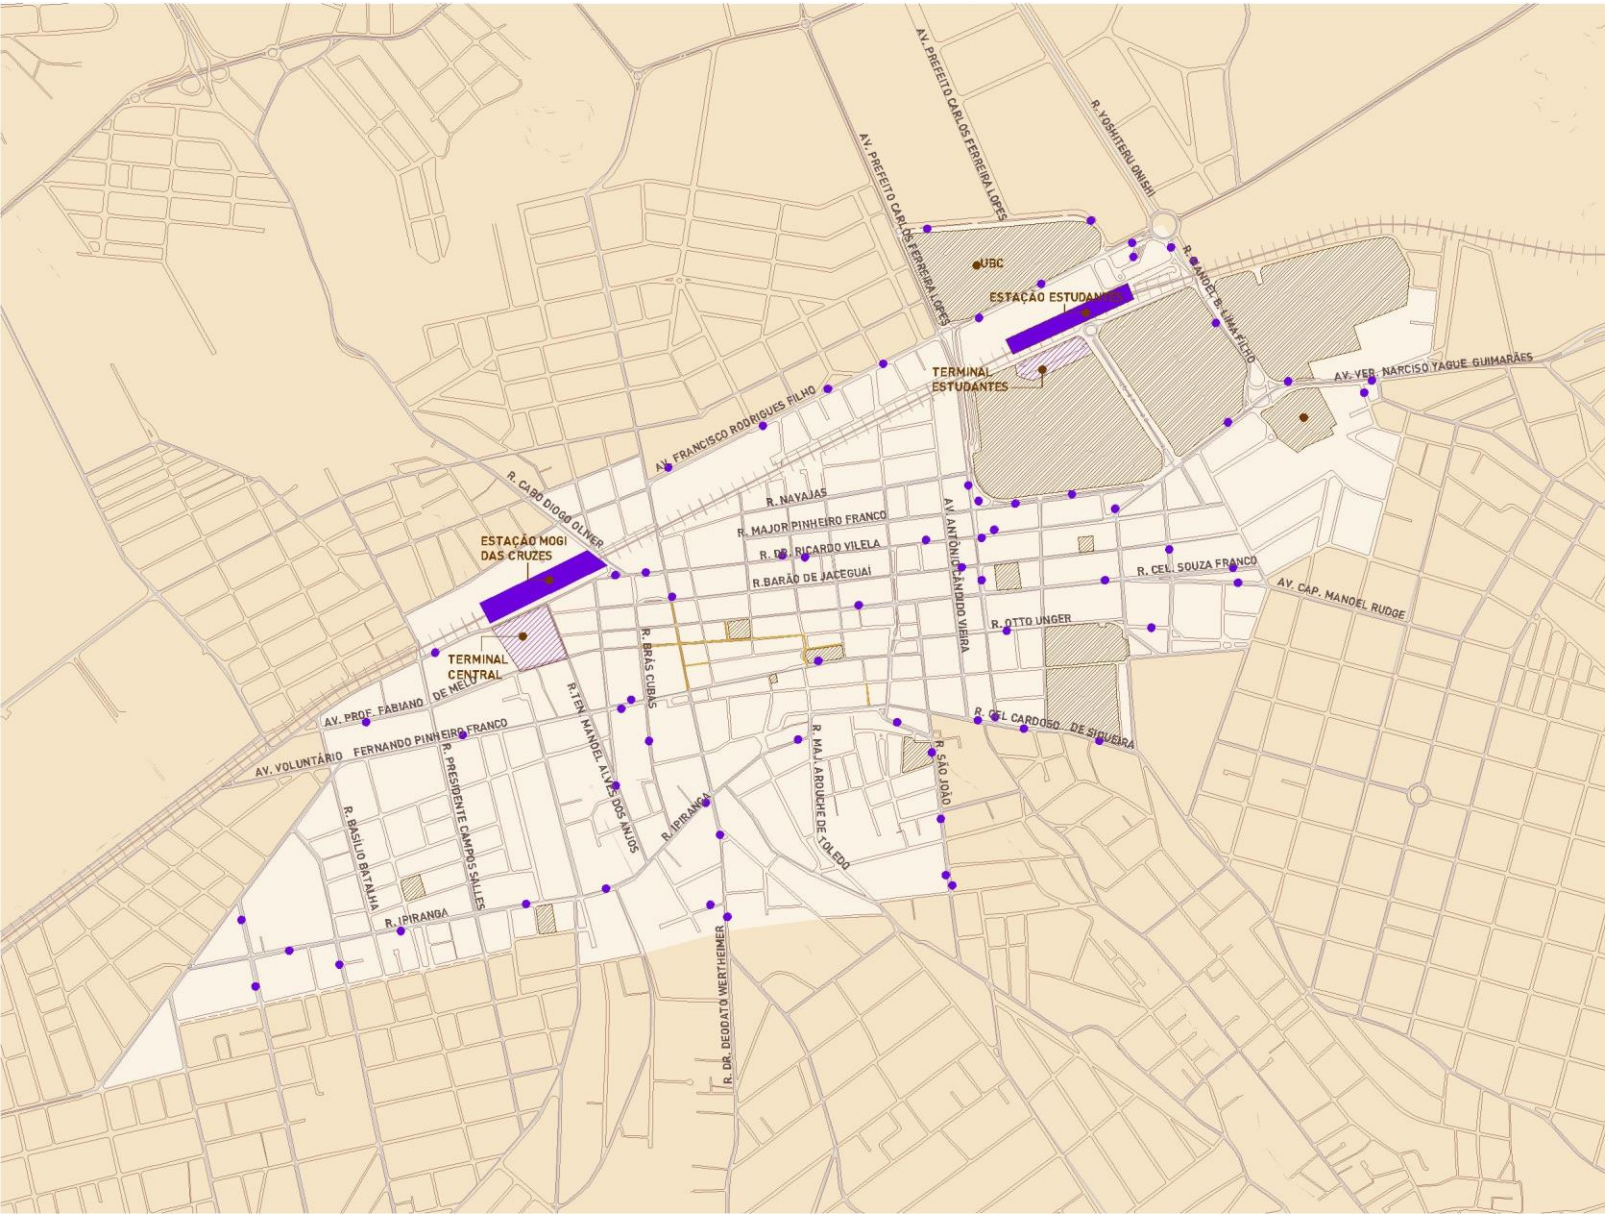 AV. PREFEITO CARLOS FERREIRA LOPES
R. YOSHITERU ONISHI
AV. PREFEITO CARLOS FERREIRA LOPES
UBC
R. MANOEL B. LIMA FILHO
ESTAÇÃO ESTUDANTES
AV. VER. NARCISO YAGUE GUIMARÃES
TERMINAL
ESTUDANTES
AV. FRANCISCO RODRIGUES FILHO
R. CABO DIOGO OLIVER
R. NAVAJAS
AV. ANTÔNIO CÂNDIDO VIEIRA
R. MAJOR PINHEIRO FRANCO
ESTAÇÃO MOGI
DAS CRUZES
R. DR. RICARDO VILELA
R.BARÃO DE JACEGUAÍ
R. CEL. SOUZA FRANCO
AV. CAP. MANOEL RUDGE
R. OTTO UNGER
R. BRÁS CUBAS
TERMINAL
CENTRAL
AV. PROF. FABIANO DE MELO
R.TEN. MANOEL ALVES DOS ANJOS
R. CEL CARDOSO DE SIQUEIRA
AV. VOLUNTÁRIO FERNANDO PINHEIRO FRANCO
R. PRESIDENTE CAMPOS SALLES
R. MAJ. AROUCHE DE TOLEDO
R. SÃO JOÃO
R. BASÍLIO BATALHA
R. IPIRANGA
R. IPIRANGA
R. DR. DEODATO WERTHEIMER